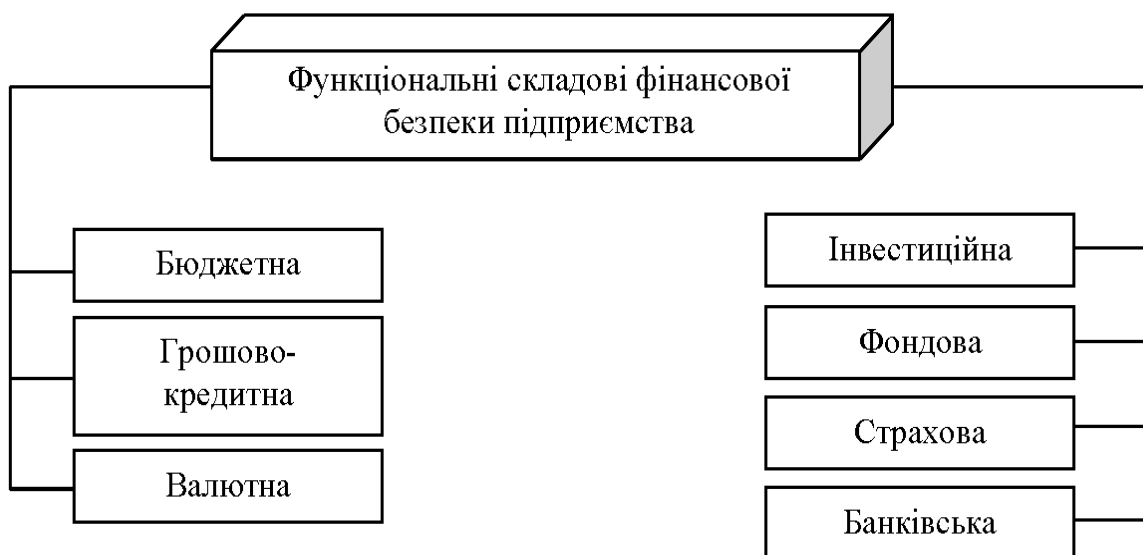 Функціональні складові фінансової
безпеки підприємства
Бюджетна
Грошово-
кредитна
Валютна
Інвестиційна
Фондова
Страхова
Банківська